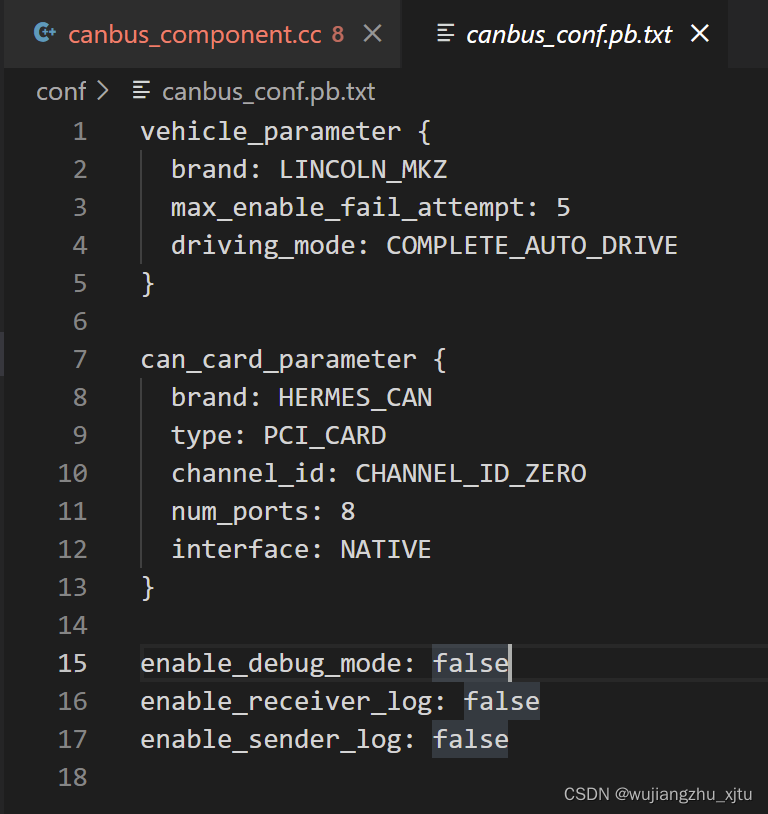 canbus_component.cc 8
canbus_conf.pb.txt
conf > canbus_conf.pb.txt
1 vehicle_parameter {
2 brand: LINCOLN_MKZ
3 max_enable_fail_attempt: 5
4 driving_mode: COMPLETE_AUTO_DRIVE
5 }
6
7 can_card_parameter {
8 brand: HERMES_CAN
9 type: PCI_CARD
10 channel_id: CHANNEL_ID_ZERO
11 num_ports: 8
12 interface: NATIVE
13 }
14
15 enable_debug_mode: false
16 enable_receiver_log: false
17 enable_sender_log: false
18
CSDN @wujiangzhu_xjtu